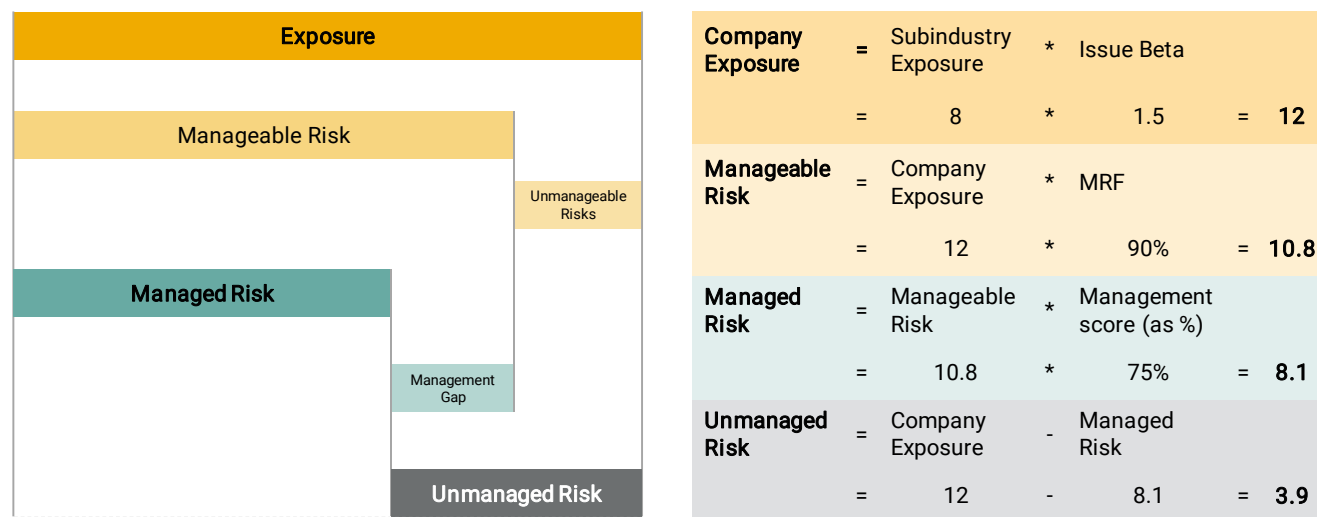 Exposure
Manageable Risk
Unmanageable
Risks
Managed Risk
Management
Gap
Unmanaged Risk
Company
Exposure = Subindustry
Exposure * Issue Beta
= 8 * 1.5 = 12
Manageable
Risk = Company
Exposure * MRF
= 12 * 90% = 10.8
Managed
Risk = Manageable
Risk * Management
score (as %)
= 10.8 * 75% = 8.1
Unmanaged
Risk = Company
Exposure - Managed
Risk
= 12 - 8.1 = 3.9